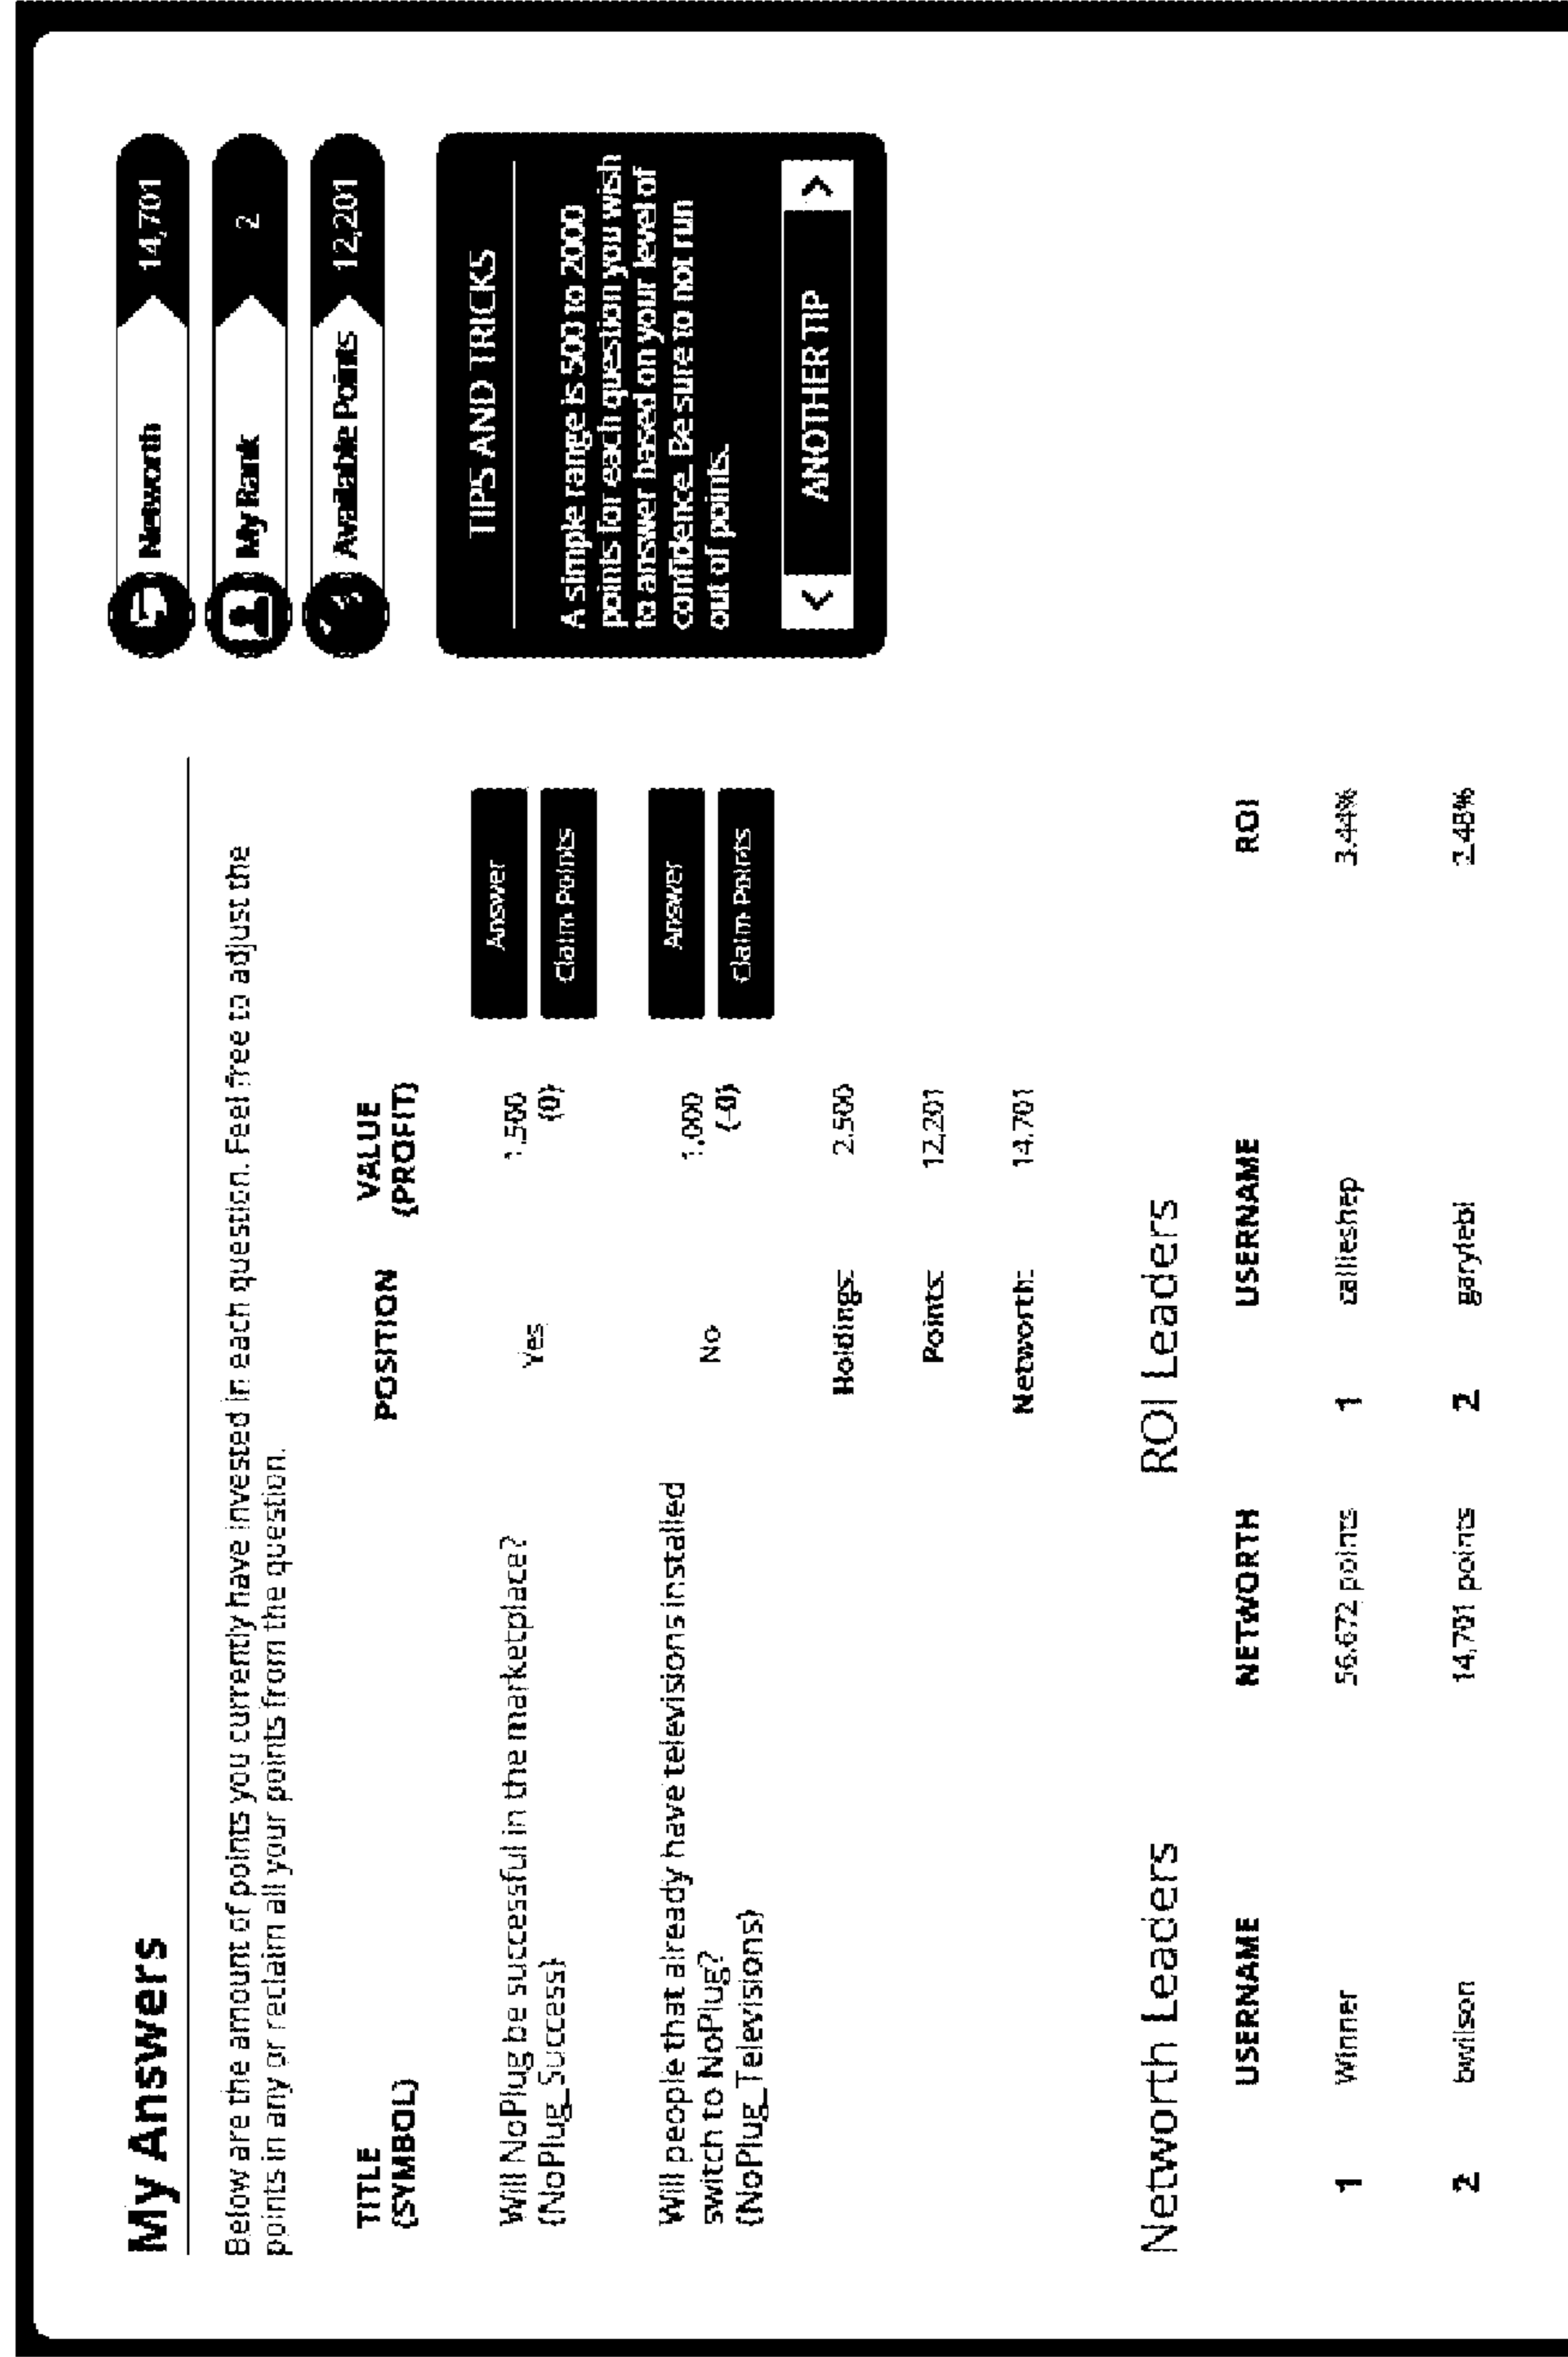 My Answers
Below are the amount of points you currently have invested in each question. Feel free to adjust the
points in any or reclaim all your points from the question.
TITLE
(SYMBOL)
POSITION
VALUE
(PROFIT)
Will NoPlug be successful in the marketplace?
(NoPlug_Success)
Yes
1,500
(0)
Answer
Claim Points
Will people that already have televisions installed
switch to NoPlug?
(NoPlug_Televisions)
No
1,000
(-0)
Answer
Claim Points
Holdings: 2,500
Points: 12,201
Networth: 14,701
Networth Leaders
USERNAME NETWORTH
1 Winner 56,672 points
2 bwilson 14,701 points
ROI Leaders
USERNAME ROI
1 callieshep 3.44%
2 garylebl 2.48%
Networth 14,701
My Rank 2
Available Points 12,201
TIPS AND TRICKS
A simple range is 500 to 2000
points for each question you wish
to answer based on your level of
confidence. Be sure to not run
out of points.
< ANOTHER TIP >